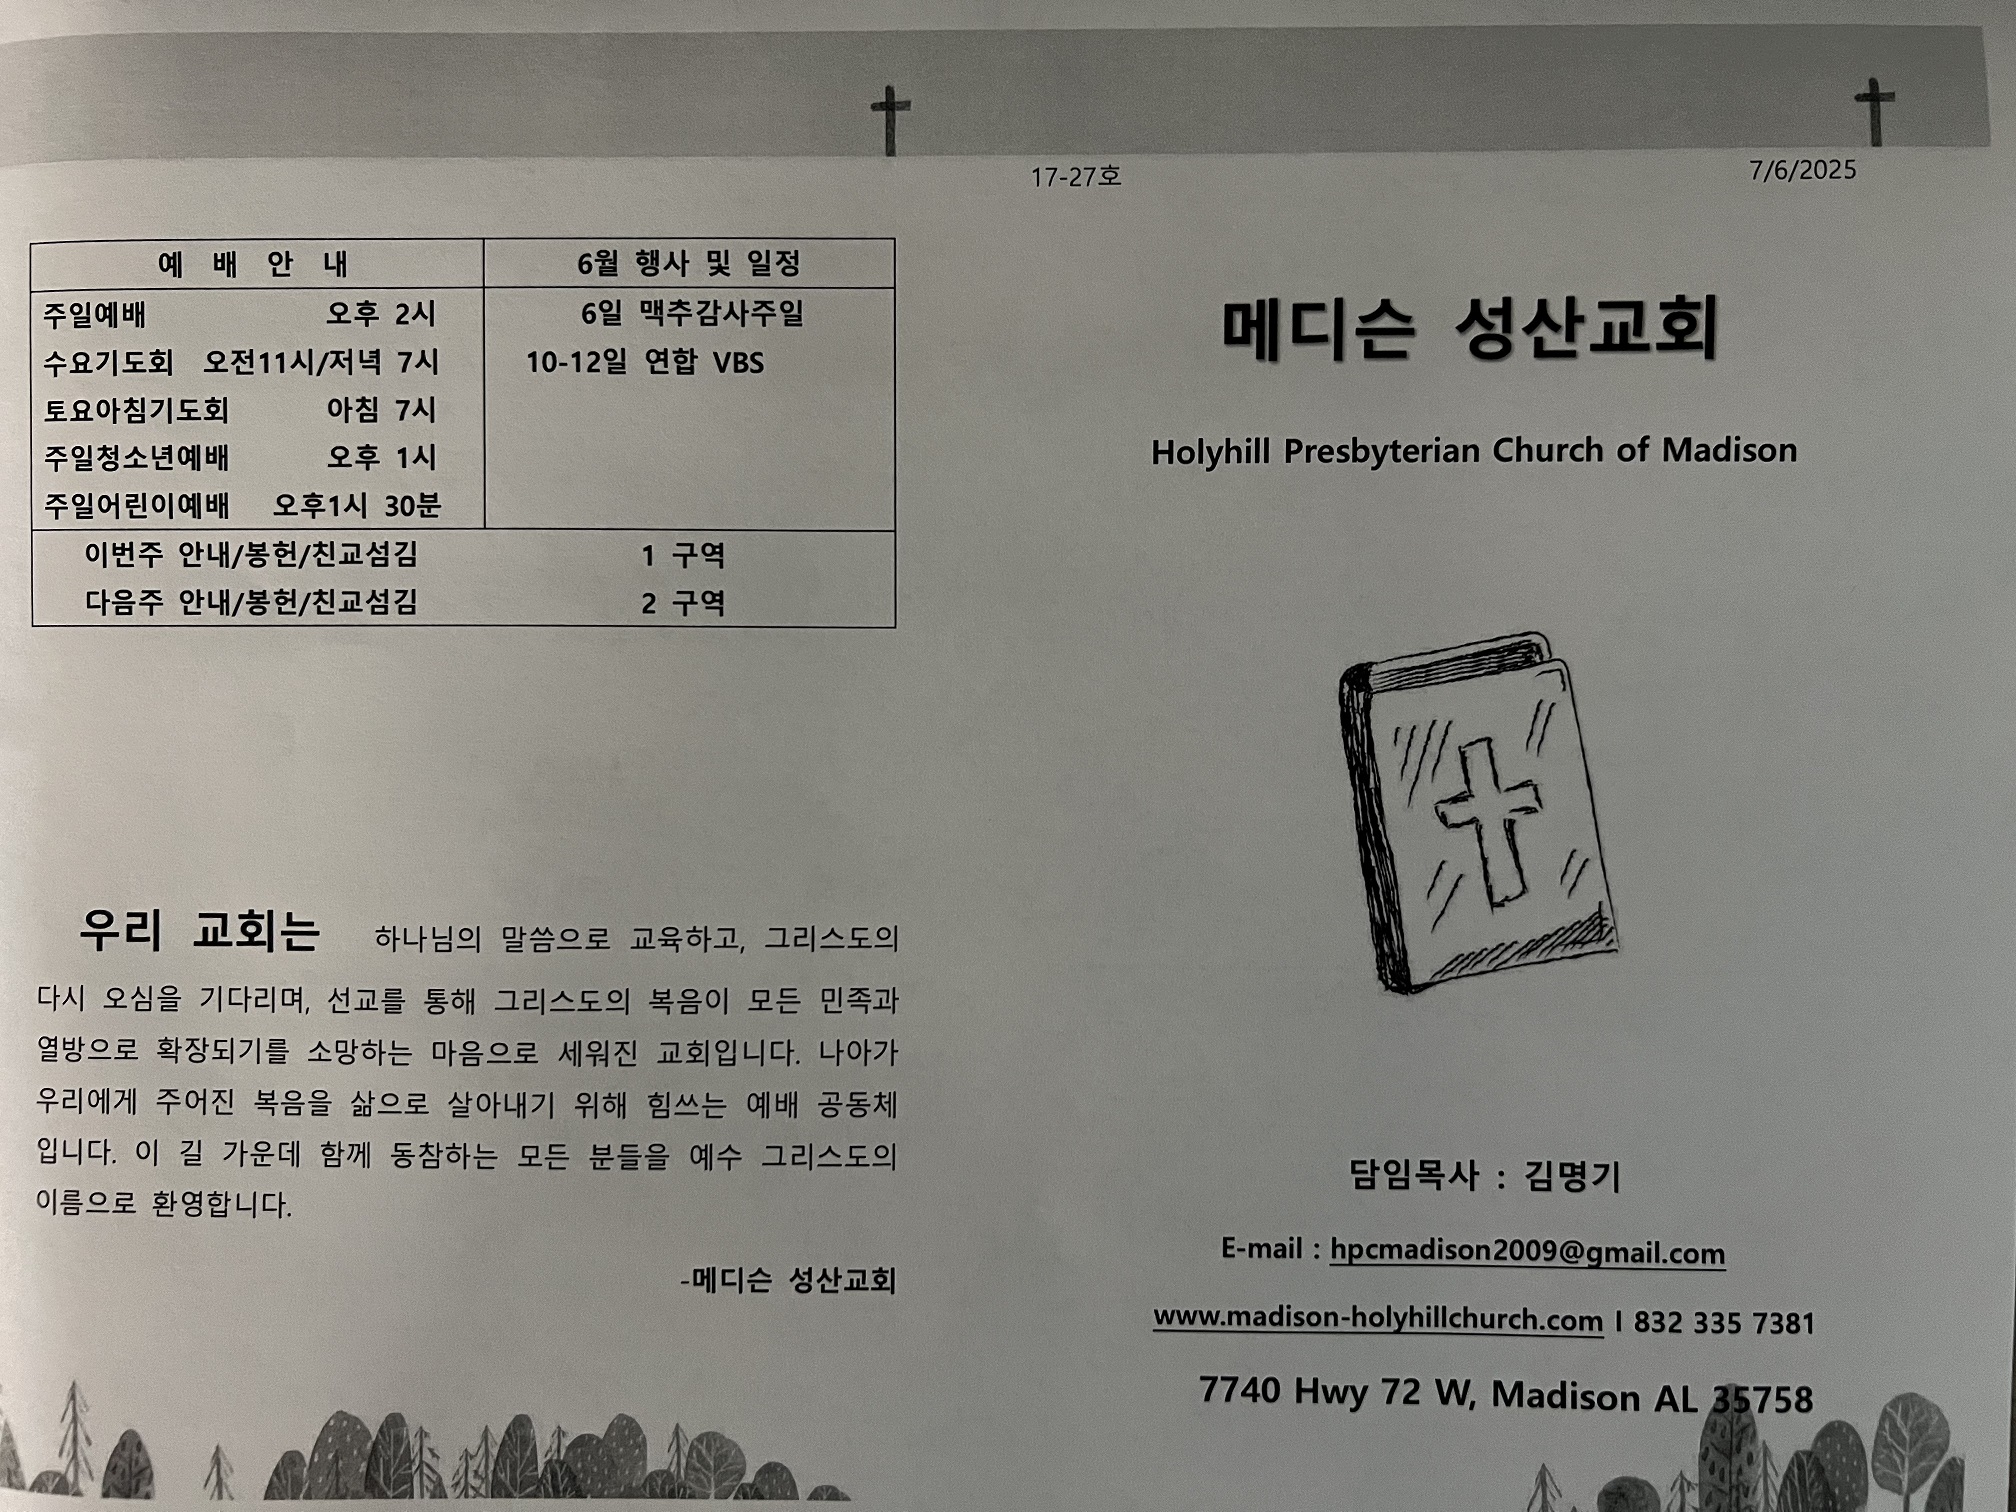 예 배 안 내 6월 행사 및 일정
주일예배 오후 2시 6일 맥추감사주일
수요기도회 오전11시/저녁 7시 10-12일 연합 VBS
토요아침기도회 아침 7시
주일청소년예배 오후 1시
주일어린이예배 오후1시 30분
이번주 안내/봉헌/친교섬김 1 구역
다음주 안내/봉헌/친교섬김 2 구역
우리 교회는 하나님의 말씀으로 교육하고, 그리스도의
다시 오심을 기다리며, 선교를 통해 그리스도의 복음이 모든 민족과
열방으로 확장되기를 소망하는 마음으로 세워진 교회입니다. 나아가
우리에게 주어진 복음을 삶으로 살아내기 위해 힘쓰는 예배 공동체
입니다. 이 길 가운데 함께 동참하는 모든 분들을 예수 그리스도의
이름으로 환영합니다.
-메디슨 성산교회
17-27호 7/6/2025
메디슨 성산교회
Holyhill Presbyterian Church of Madison
담임목사 : 김명기
E-mail : hpcmadison2009@gmail.com
www.madison-holyhillchurch.com I 832 335 7381
7740 Hwy 72 W, Madison AL 35758